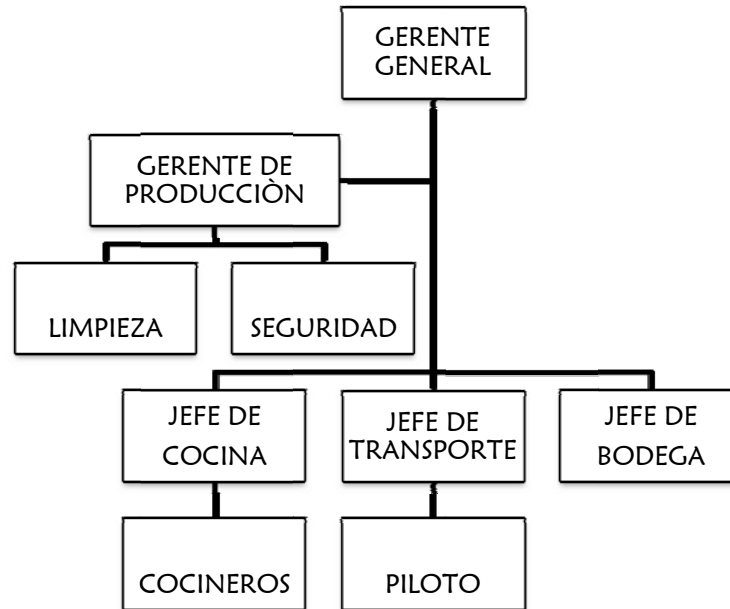 GERENTE
GENERAL
GERENTE DE
PRODUCCIÒN
LIMPIEZA
SEGURIDAD
JEFE DE
COCINA
JEFE DE
TRANSPORTE
JEFE DE
BODEGA
COCINEROS
PILOTO